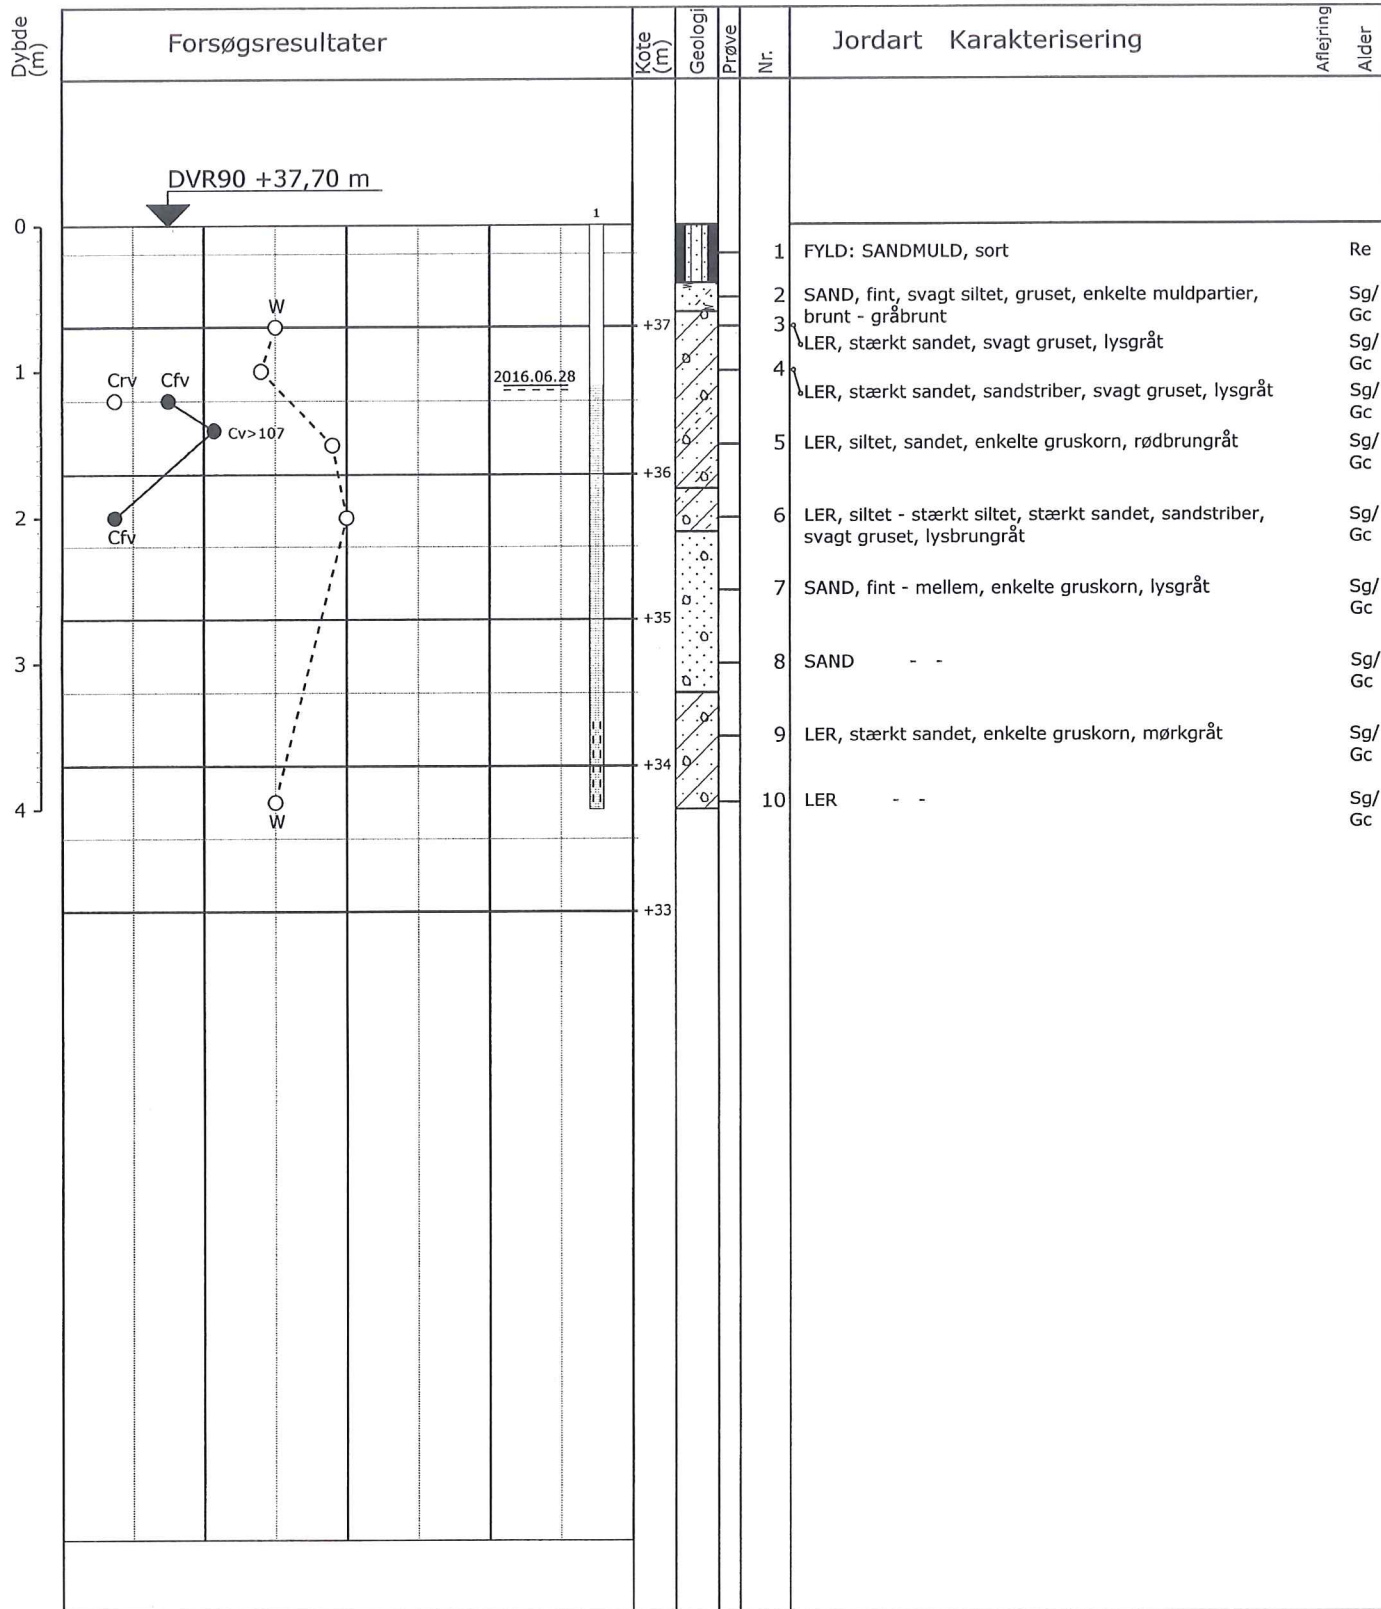 Dybde (m)
Forsøgsresultater
Kote (m)
Geologi
Prøve
Nr.
Jordart Karakterisering
Aflejring
Alder
DVR90 +37,70 m
1
0
1 FYLD: SANDMULD, sort Re
W
2 SAND, fint, svagt siltet, gruset, enkelte muldpartier, Sg/
brunt - gråbrunt Gc
+37
3
LER, stærkt sandet, svagt gruset, lysgråt Sg/
Gc
1
4
Crv Cfv
2016.06.28
LER, stærkt sandet, sandstriber, svagt gruset, lysgråt Sg/
Gc
Cv>107
5 LER, siltet, sandet, enkelte gruskorn, rødbrungråt Sg/
Gc
+36
2
6 LER, siltet - stærkt siltet, stærkt sandet, sandstriber, Sg/
svagt gruset, lysbrungråt Gc
Cfv
7 SAND, fint - mellem, enkelte gruskorn, lysgråt Sg/
Gc
+35
3
8 SAND - - Sg/
Gc
9 LER, stærkt sandet, enkelte gruskorn, mørkgråt Sg/
Gc
+34
4
10 LER - - Sg/
Gc
W
+33